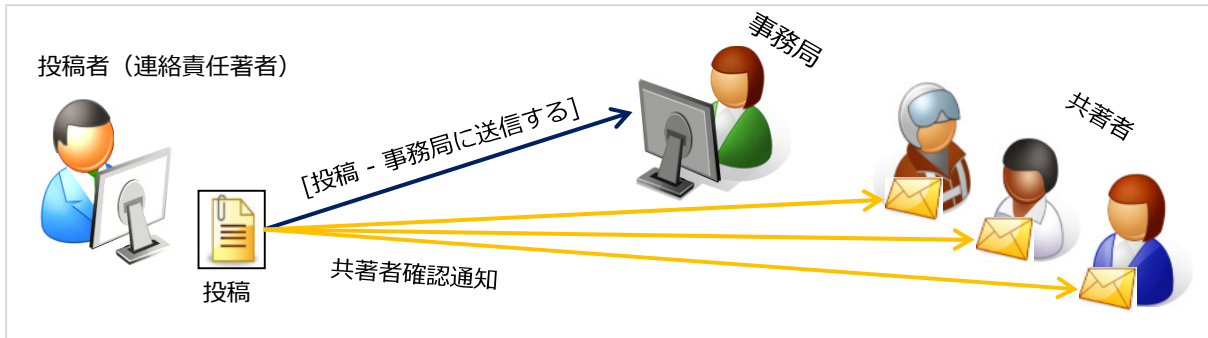 投稿者（連絡責任著者）
事務局
共著者
[投稿 - 事務局に送信する]
共著者確認通知
投稿